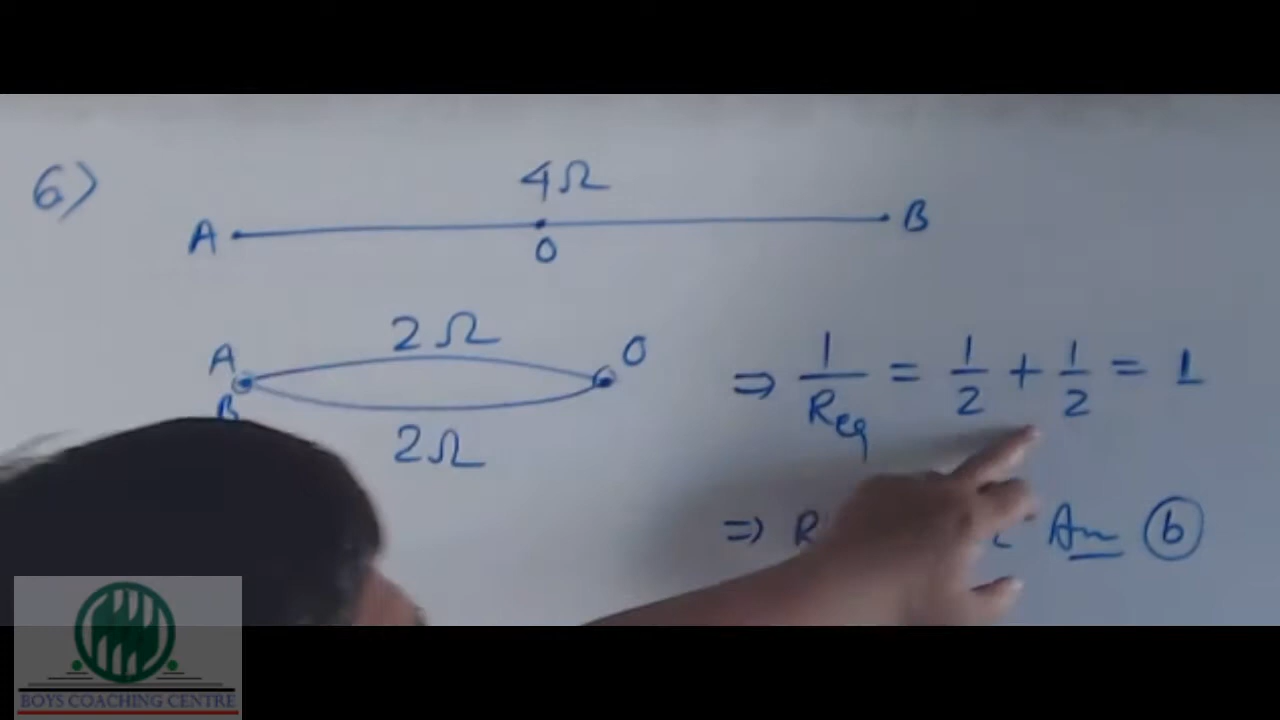 6)
4Ω
A O B
2Ω
A O
B
2Ω
⇒ 1/Req = 1/2 + 1/2 = 1
⇒ R Ans (b)
BOYS COACHING CENTRE